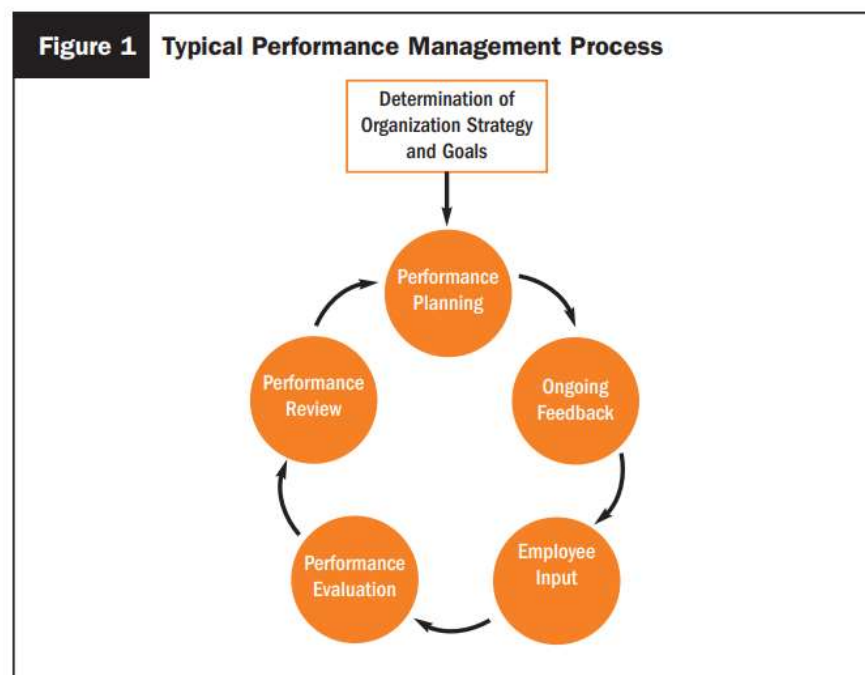 Figure 1 Typical Performance Management Process
Determination of
Organization Strategy
and Goals
Performance
Planning
Ongoing
Feedback
Employee
Input
Performance
Evaluation
Performance
Review